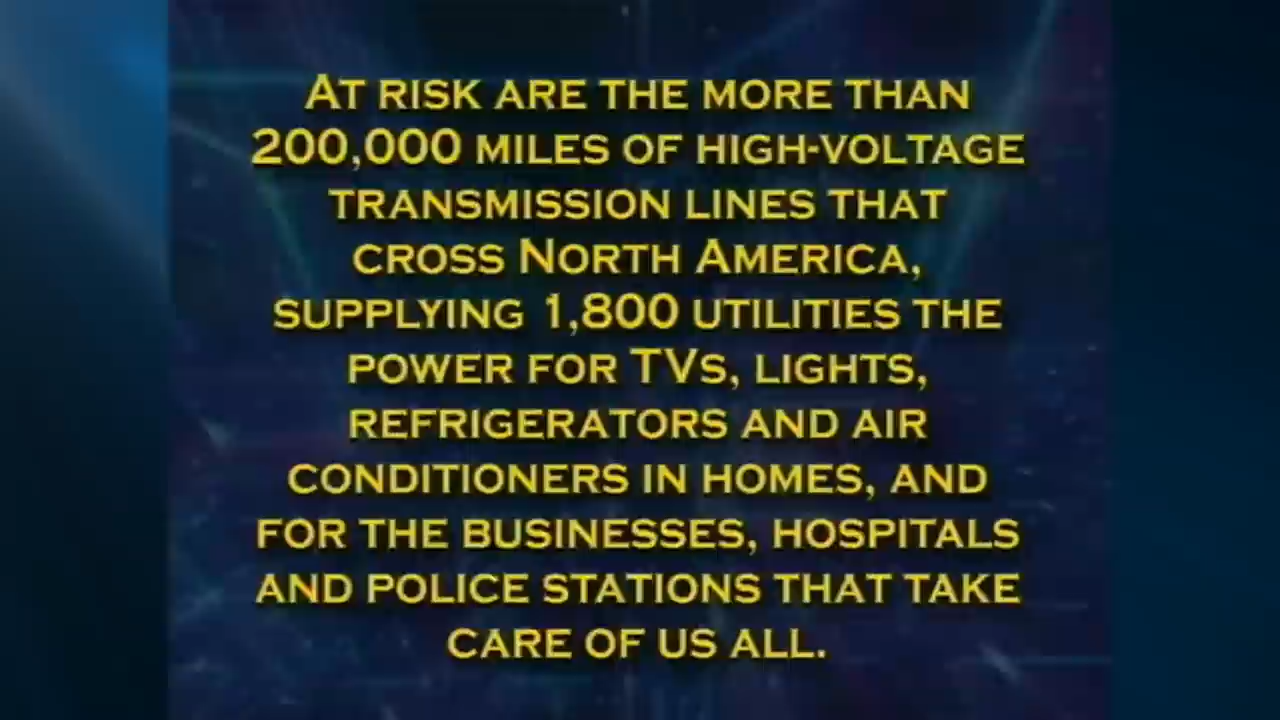 At risk are the more than
200,000 miles of high-voltage
transmission lines that
cross North America,
supplying 1,800 utilities the
power for TVs, lights,
refrigerators and air
conditioners in homes, and
for the businesses, hospitals
and police stations that take
care of us all.